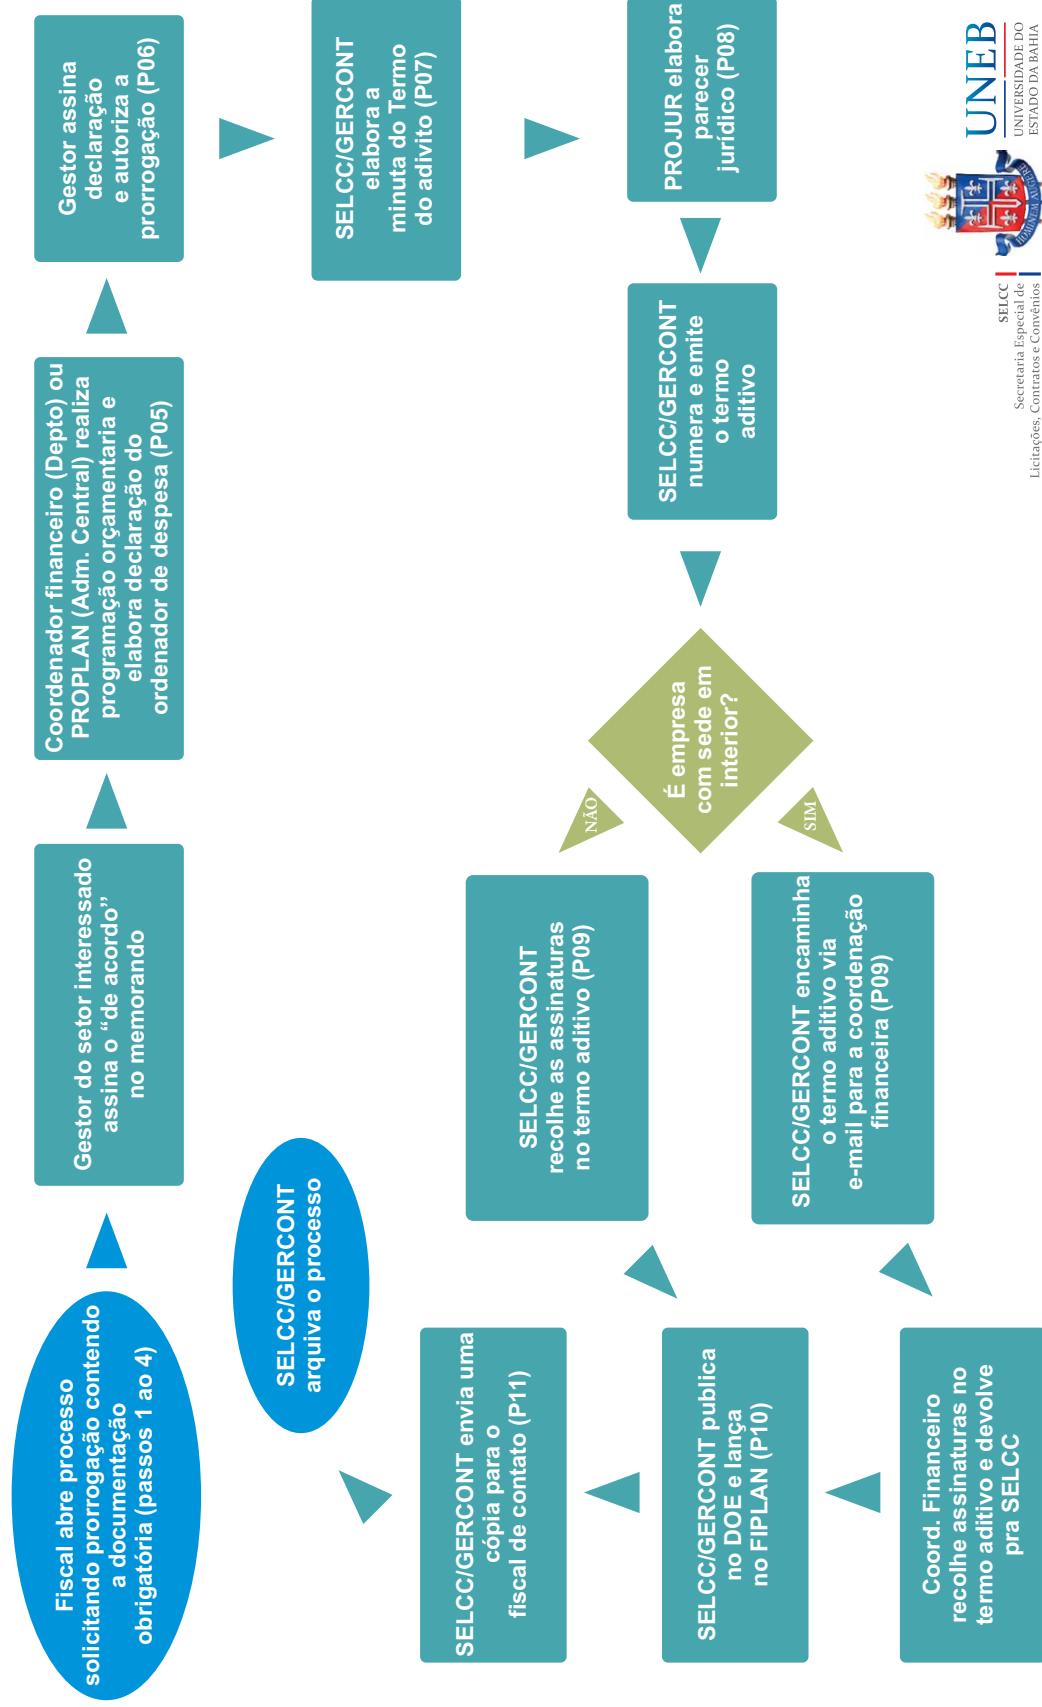 Fiscal abre processo
solicitando prorrogação contendo
a documentação
obrigatória (passos 1 ao 4)
Gestor do setor interessado
assina o “de acordo”
no memorando
Coordenador financeiro (Depto) ou
PROPLAN (Adm. Central) realiza
programação orçamentaria e
elabora declaração do
ordenador de despesa (P05)
Gestor assina
declaração
e autoriza a
prorrogação (P06)
SELCC/GERCONT
elabora a
minuta do Termo
do adivito (P07)
PROJUR elabora
parecer
jurídico (P08)
SELCC/GERCONT
numera e emite
o termo
aditivo
É empresa
com sede em
interior?
NÃO
SIM
SELCC/GERCONT
recolhe as assinaturas
no termo aditivo (P09)
SELCC/GERCONT encaminha
o termo aditivo via
e-mail para a coordenação
financeira (P09)
Coord. Financeiro
recolhe assinaturas no
termo aditivo e devolve
pra SELCC
SELCC/GERCONT publica
no DOE e lança
no FIPLAN (P10)
SELCC/GERCONT envia uma
cópia para o
fiscal de contato (P11)
SELCC/GERCONT
arquiva o processo
SELCC
Secretaria Especial de
Licitações, Contratos e Convênios
HOMINEM AUGERE
UNEB
UNIVERSIDADE DO
ESTADO DA BAHIA